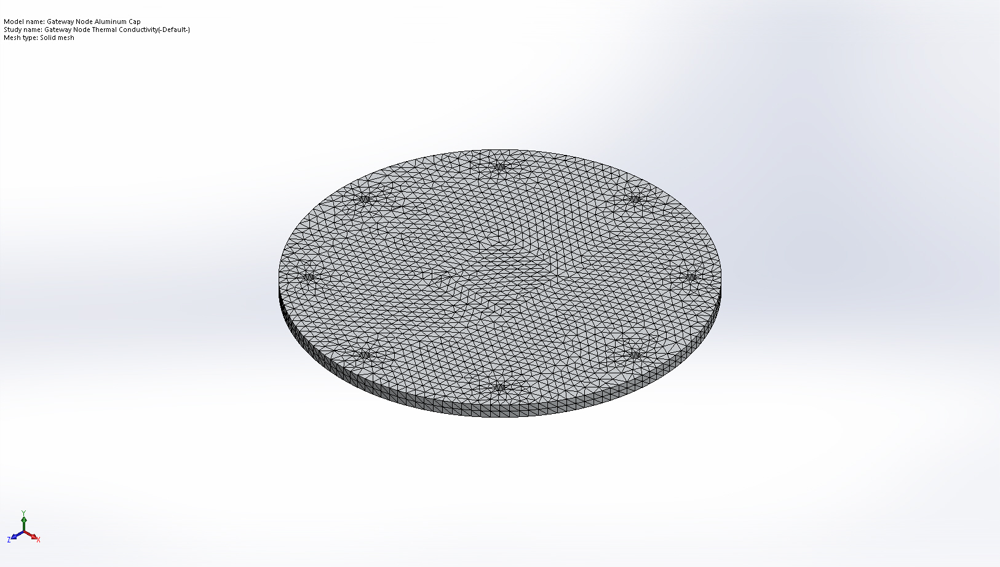 Model name: Gateway Node Aluminum Cap
Study name: Gateway Node Thermal Conductivity(-Default-)
Mesh type: Solid mesh
Y
Z
X